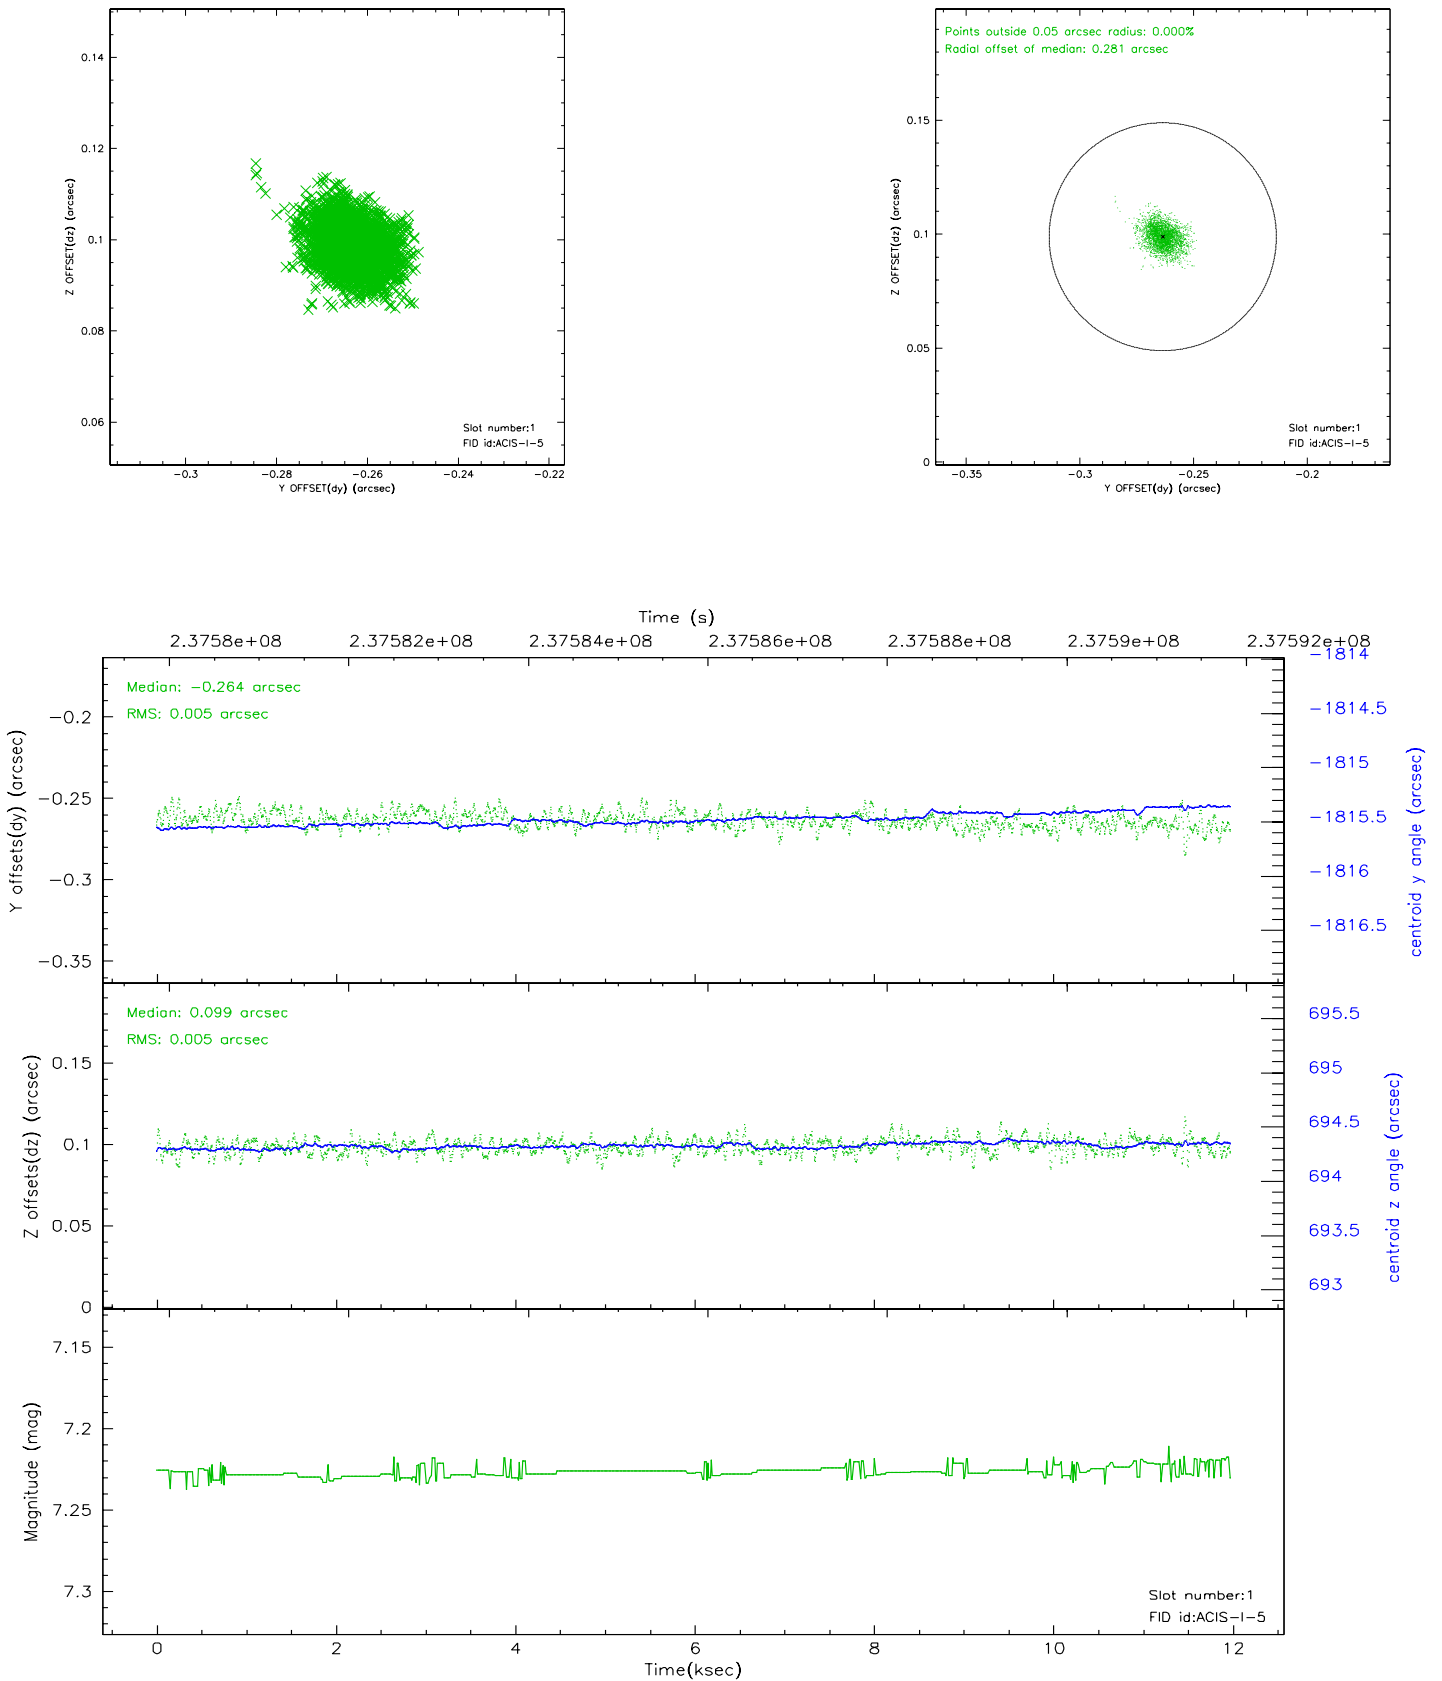 0.14
0.12
0.1
0.08
0.06
Z OFFSET(dz) (arcsec)
Slot number:1
FID id:ACIS-I-5
-0.3
-0.28
-0.26
-0.24
-0.22
Y OFFSET(dy) (arcsec)
Points outside 0.05 arcsec radius: 0.000%
Radial offset of median: 0.281 arcsec
0.15
0.1
0.05
0
Z OFFSET(dz) (arcsec)
Slot number:1
FID id:ACIS-I-5
-0.35
-0.3
-0.25
-0.2
Y OFFSET(dy) (arcsec)
Time (s)
2.3758e+08
2.37582e+08
2.37584e+08
2.37586e+08
2.37588e+08
2.3759e+08
2.37592e+08
Median: -0.264 arcsec
RMS: 0.005 arcsec
-0.2
-0.25
-0.3
-0.35
Y offsets(dy) (arcsec)
-1814
-1814.5
-1815
-1815.5
-1816
-1816.5
centroid y angle (arcsec)
Median: 0.099 arcsec
RMS: 0.005 arcsec
0.15
0.1
0.05
0
Z offsets(dz) (arcsec)
695.5
695
694.5
694
693.5
693
centroid z angle (arcsec)
7.15
7.2
7.25
7.3
Magnitude (mag)
Slot number:1
FID id:ACIS-I-5
0
2
4
6
8
10
12
Time(ksec)